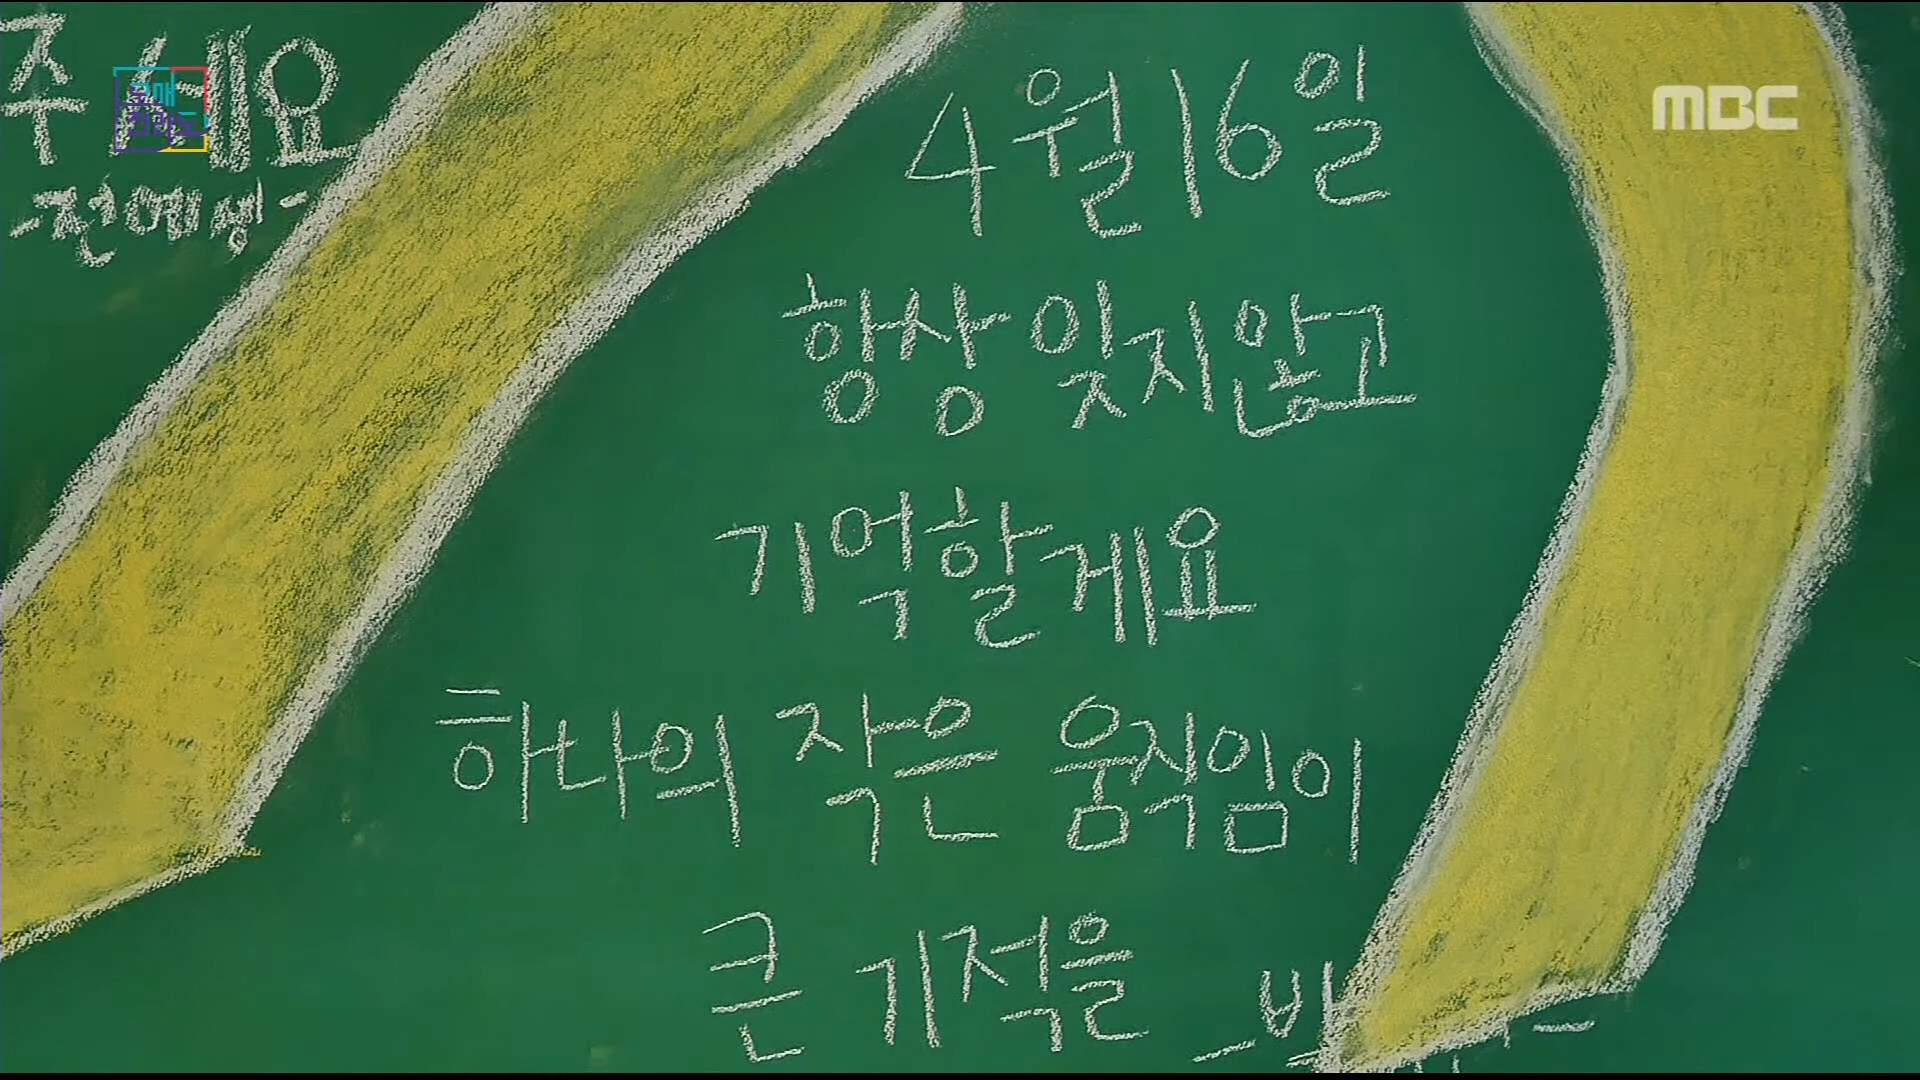 주세요
-전예생-
MBC
4월 16일
항상 잊지 않고
기억할게요
하나의 작은 움직임이
큰 기적을